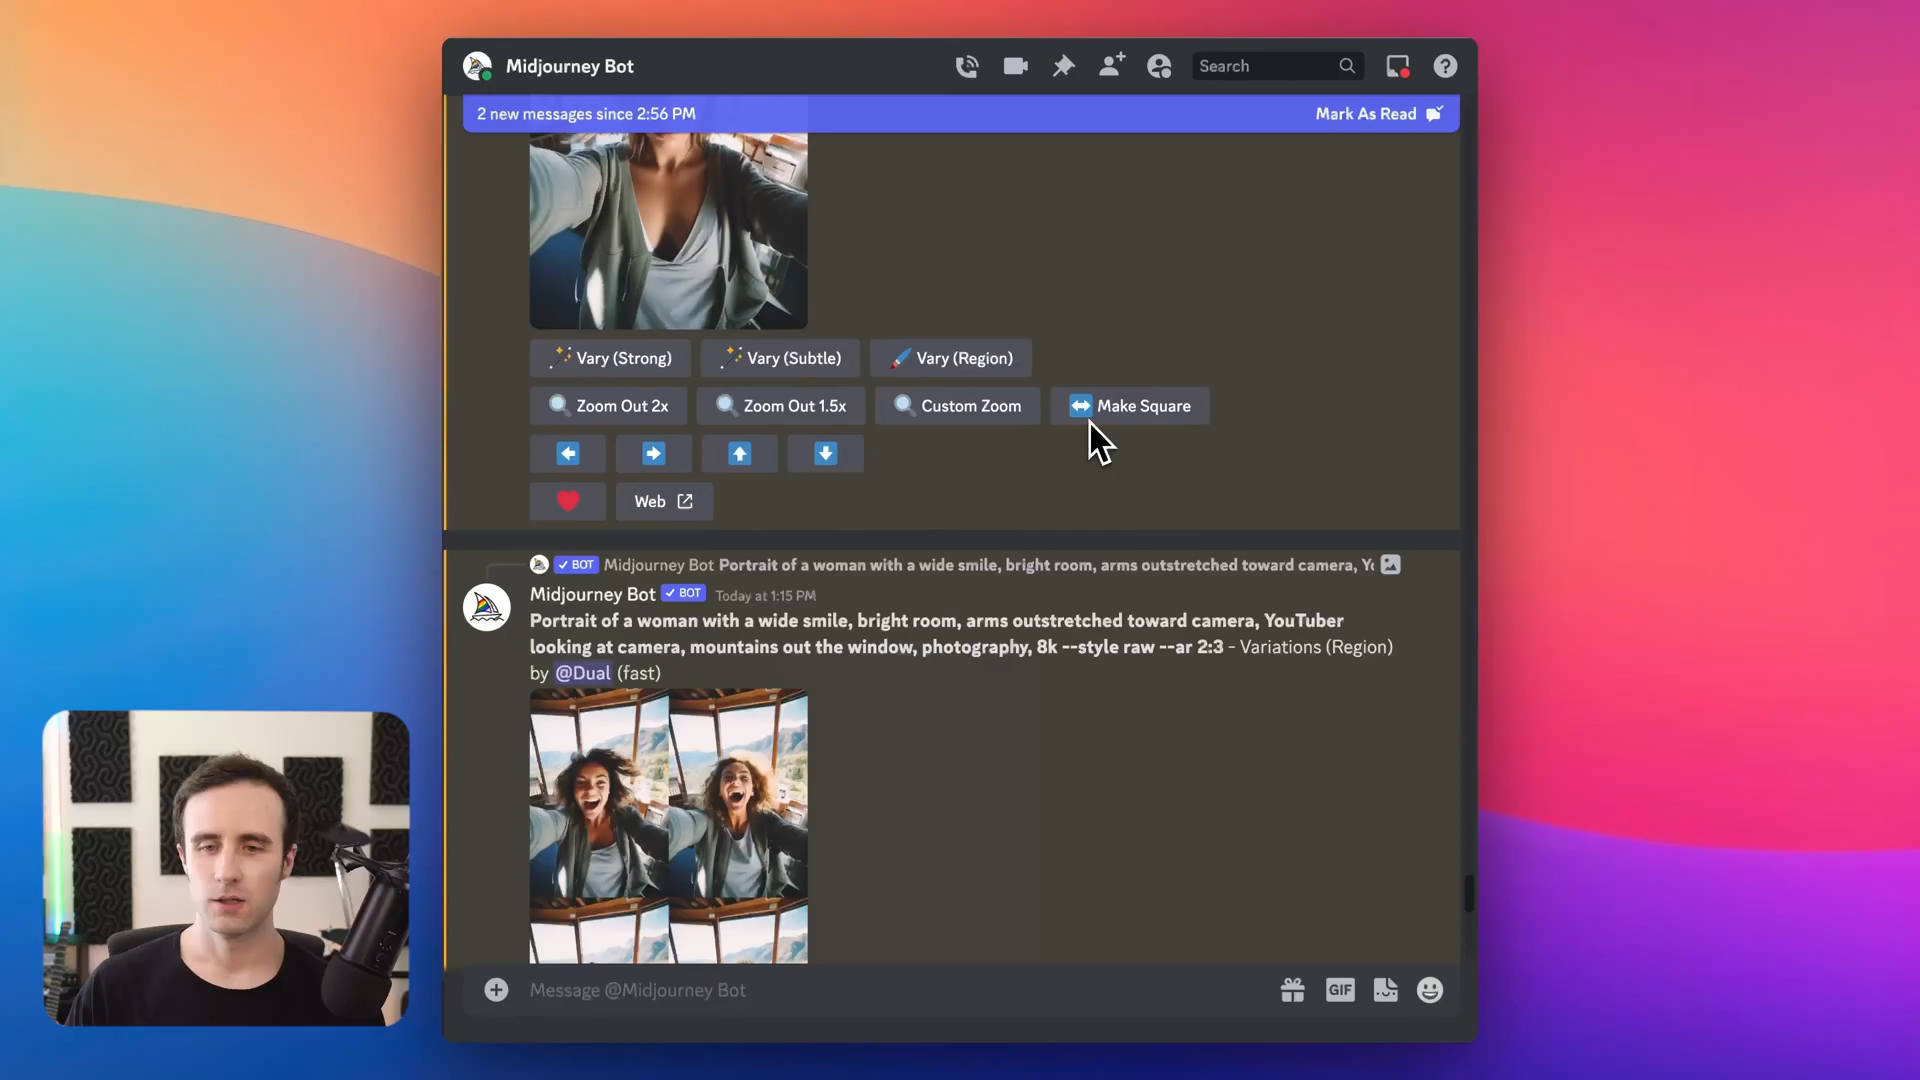 Midjourney Bot
Search
2 new messages since 2:56 PM
Mark As Read
Vary (Strong)
Vary (Subtle)
Vary (Region)
Zoom Out 2x
Zoom Out 1.5x
Custom Zoom
Make Square
Web
BOT Midjourney Bot Portrait of a woman with a wide smile, bright room, arms outstretched toward camera, Yo
Midjourney Bot BOT Today at 1:15 PM
Portrait of a woman with a wide smile, bright room, arms outstretched toward camera, YouTuber
looking at camera, mountains out the window, photography, 8k --style raw --ar 2:3 - Variations (Region)
by @Dual (fast)
Message @Midjourney Bot
GIF